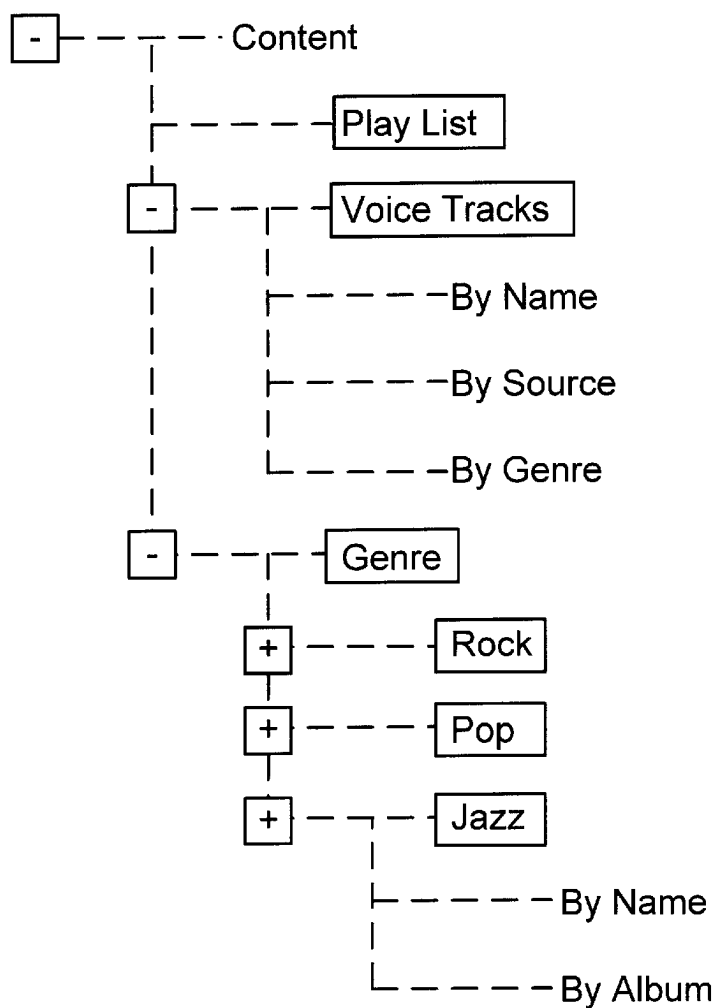 - Content
Play List
- Voice Tracks
By Name
By Source
By Genre
- Genre
+ Rock
+ Pop
+ Jazz
By Name
By Album